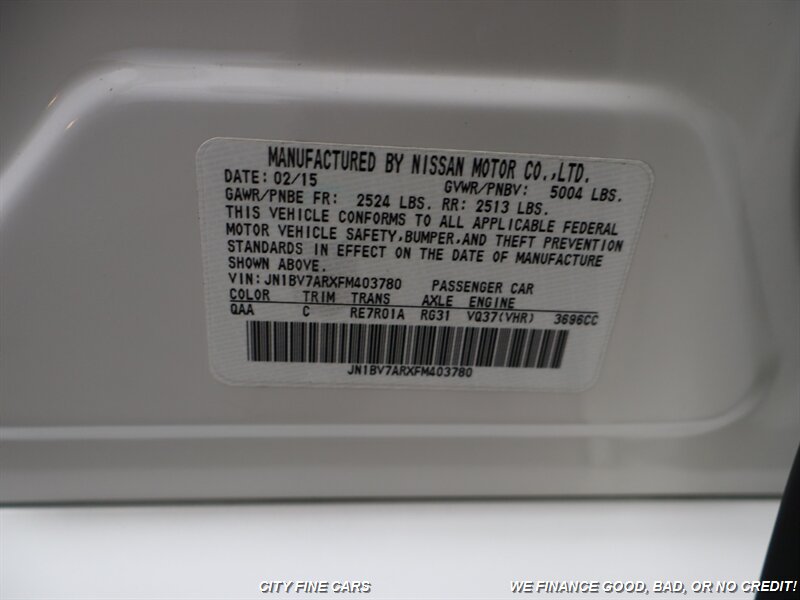 MANUFACTURED BY NISSAN MOTOR CO.,LTD.
DATE: 02/15 GVWR/PNBV: 5004 LBS.
GAWR/PNBE FR: 2524 LBS. RR: 2513 LBS.
THIS VEHICLE CONFORMS TO ALL APPLICABLE FEDERAL
MOTOR VEHICLE SAFETY,BUMPER,AND THEFT PREVENTION
STANDARDS IN EFFECT ON THE DATE OF MANUFACTURE
SHOWN ABOVE.
VIN:JN1BV7ARXFM403780 PASSENGER CAR
COLOR TRIM TRANS AXLE ENGINE
QAA C RE7R01A RG31 VQ37(VHR) 3696CC
JN1BV7ARXFM403780
CITY FINE CARS WE FINANCE GOOD, BAD, OR NO CREDIT!